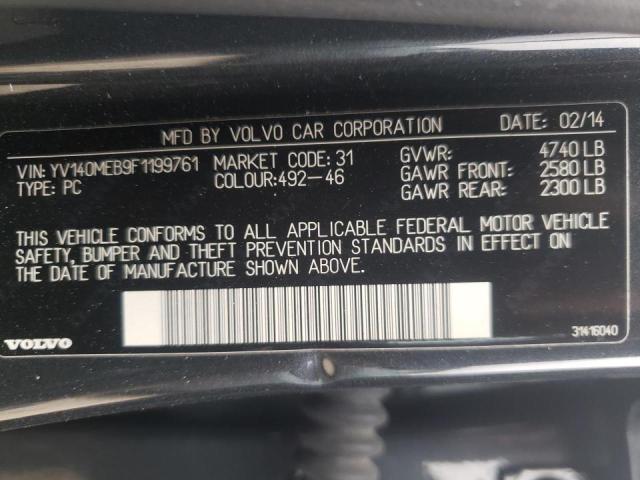 MFD BY VOLVO CAR CORPORATION DATE: 02/14
VIN: YV140MEB9F1199761 MARKET CODE: 31 GVWR: 4740 LB
TYPE: PC COLOUR:492-46 GAWR FRONT: 2580 LB
GAWR REAR: 2300 LB
THIS VEHICLE CONFORMS TO ALL APPLICABLE FEDERAL MOTOR VEHICLE
SAFETY, BUMPER AND THEFT PREVENTION STANDARDS IN EFFECT ON
THE DATE OF MANUFACTURE SHOWN ABOVE.
VOLVO 31416040